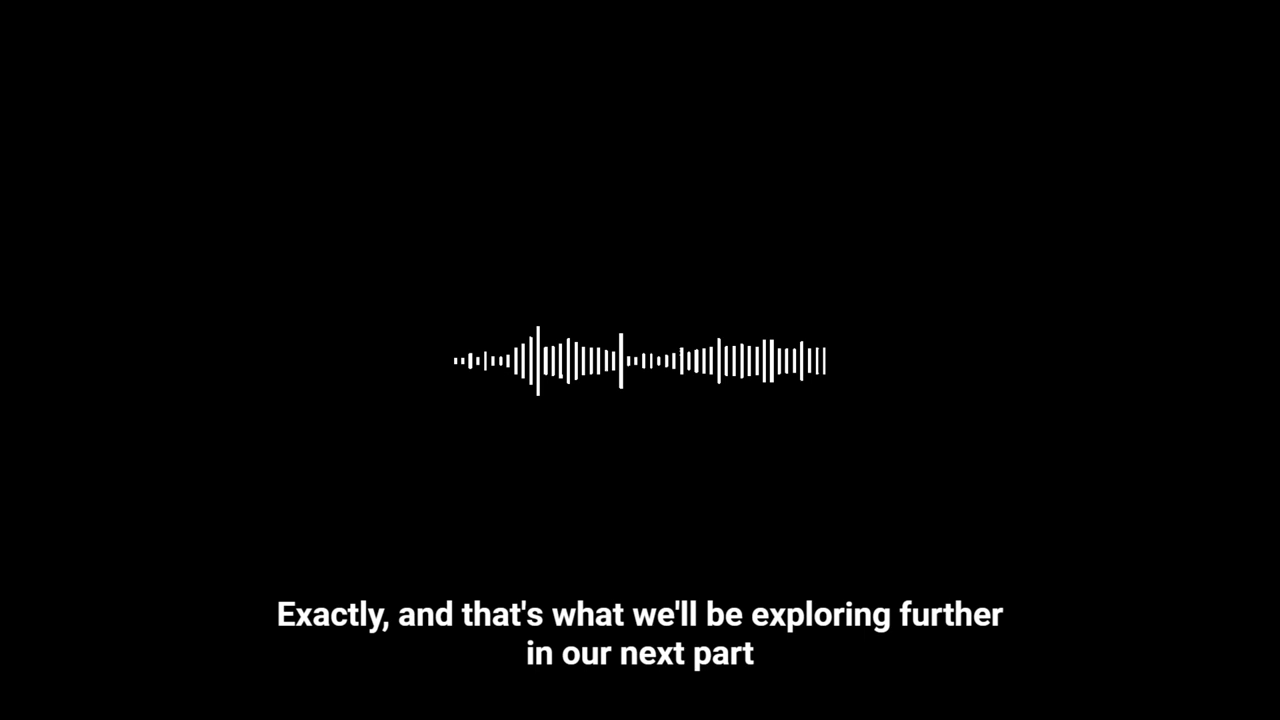 Exactly, and that's what we'll be exploring further
in our next part